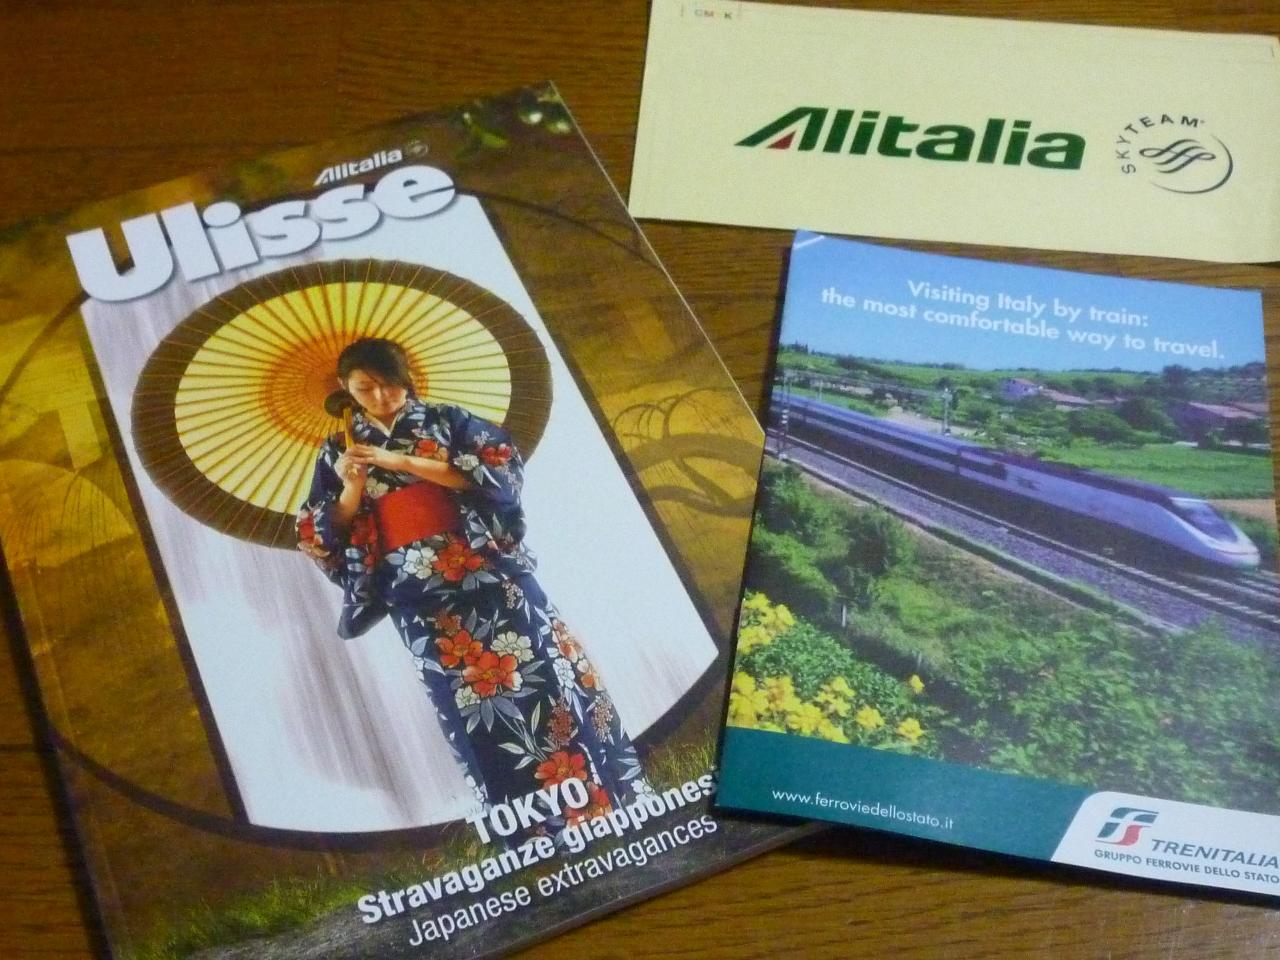 Alitalia
Ulisse
TOKYO
Stravaganze giappones
Japanese extravagances
CM K
Alitalia
SKYTEAM
Visiting Italy by train:
the most comfortable way to travel.
www.ferroviedellostato.it
TRENITALIA
GRUPPO FERROVIE DELLO STATO